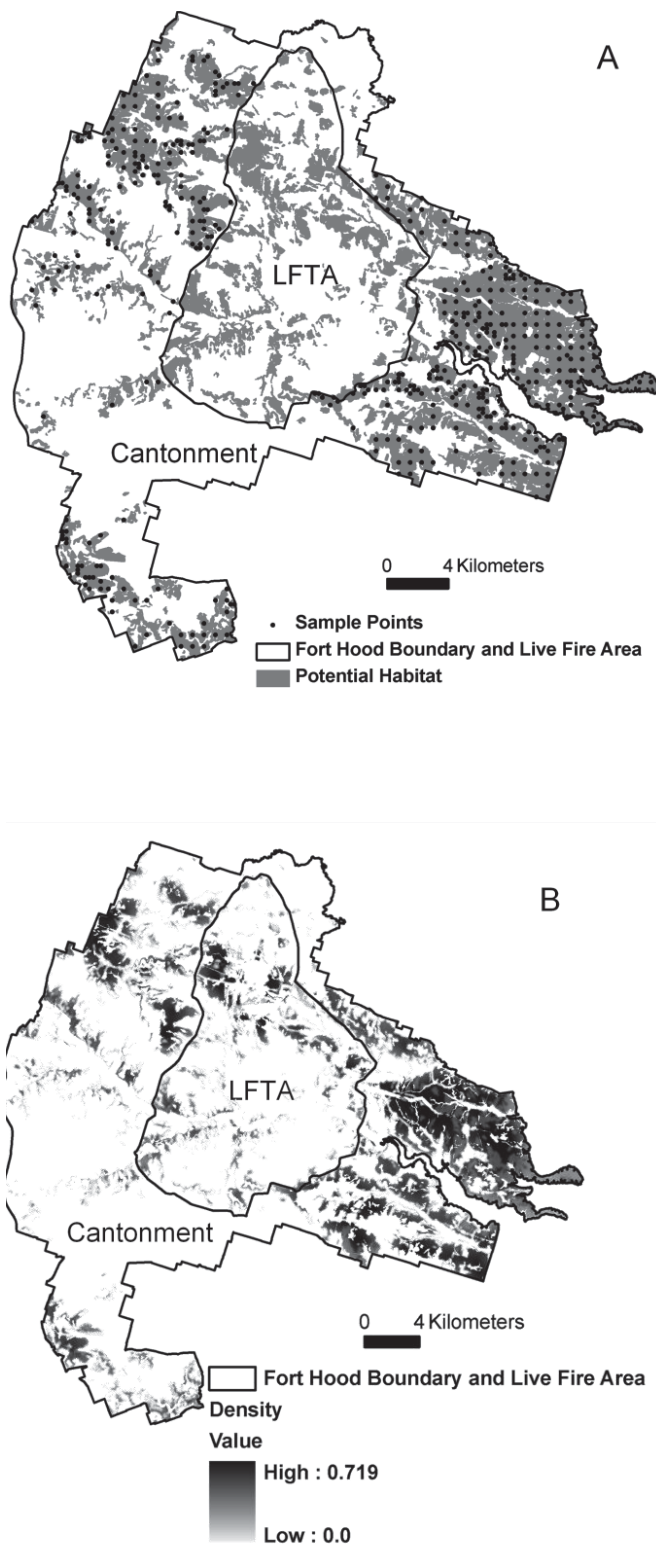 A
LFTA
Cantonment
0 4 Kilometers
Sample Points
Fort Hood Boundary and Live Fire Area
Potential Habitat
B
LFTA
Cantonment
0 4 Kilometers
Fort Hood Boundary and Live Fire Area
Density
Value
High : 0.719
Low : 0.0